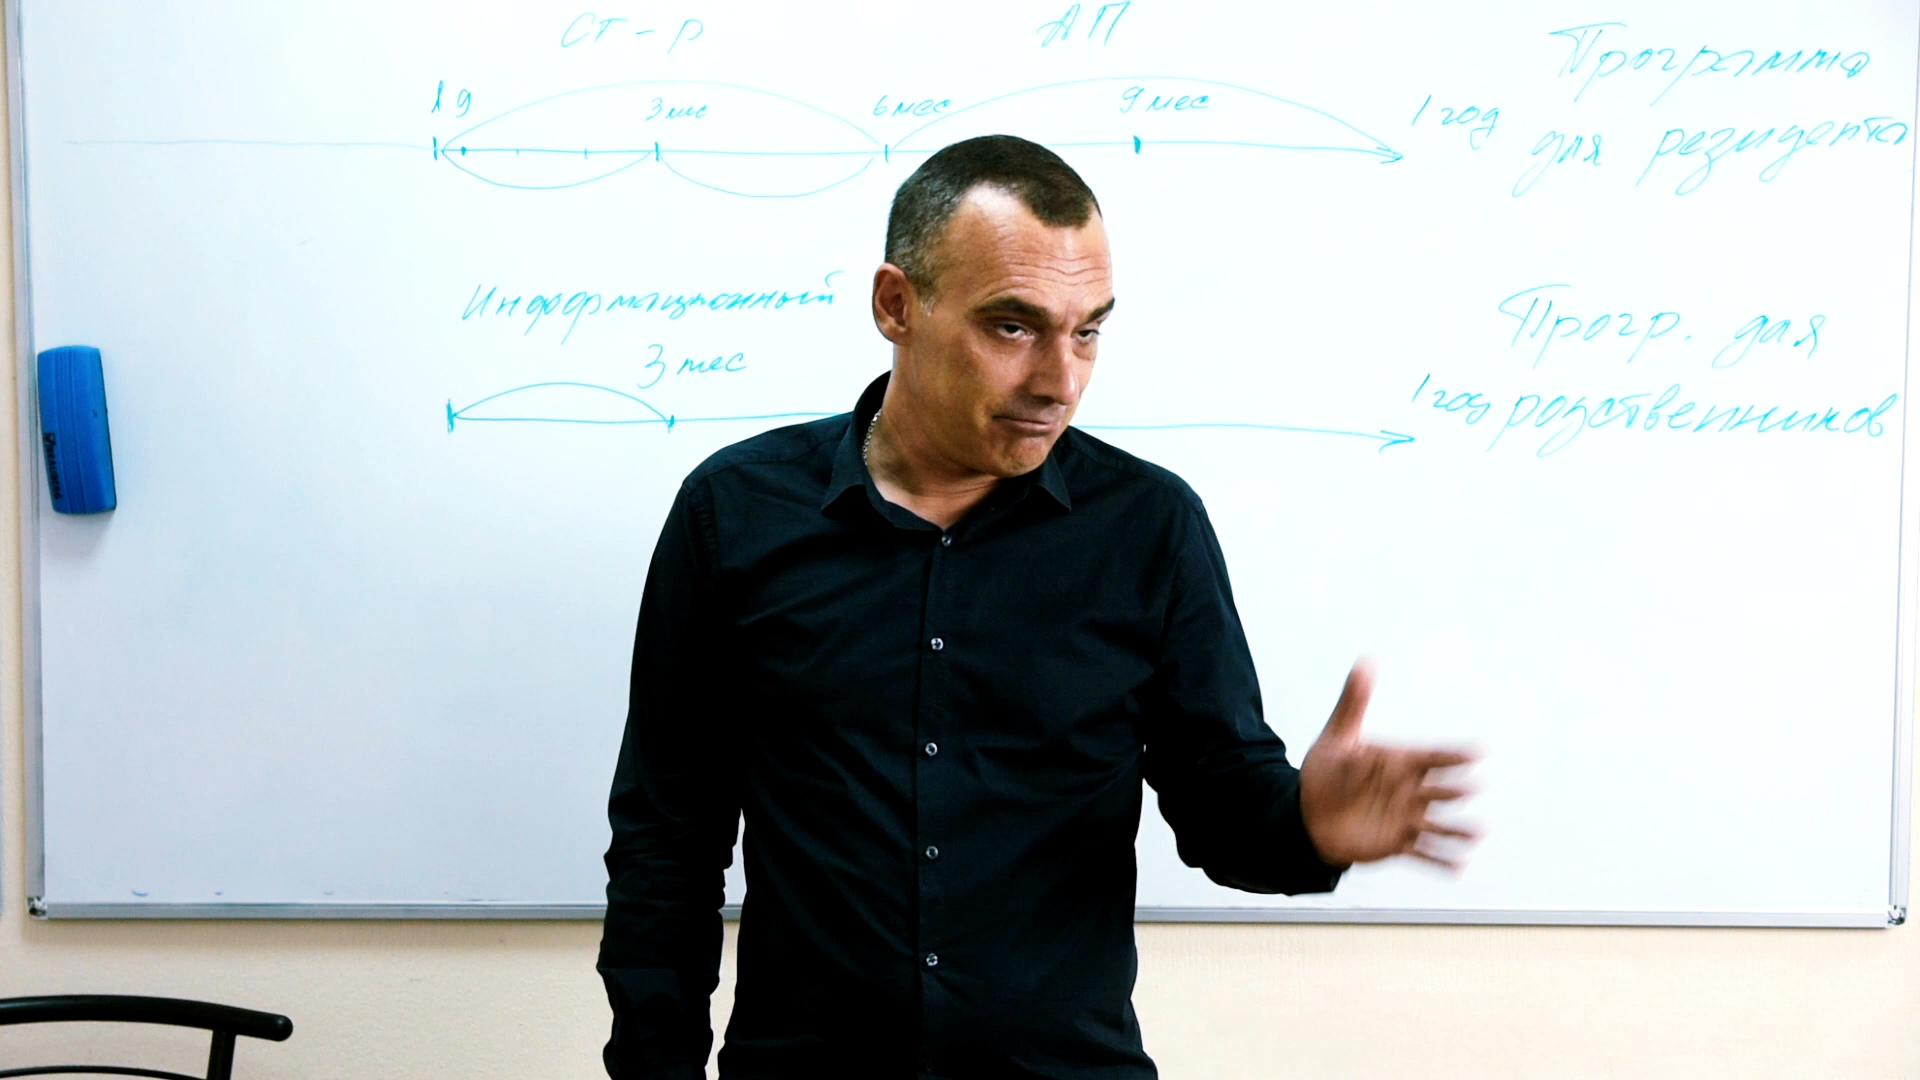 СТ-Р
АП
1 д
3 мес
6 мес
9 мес
1 год
Программа
для резидента
Информационный
3 мес
1 год
Прогр. для
родственников